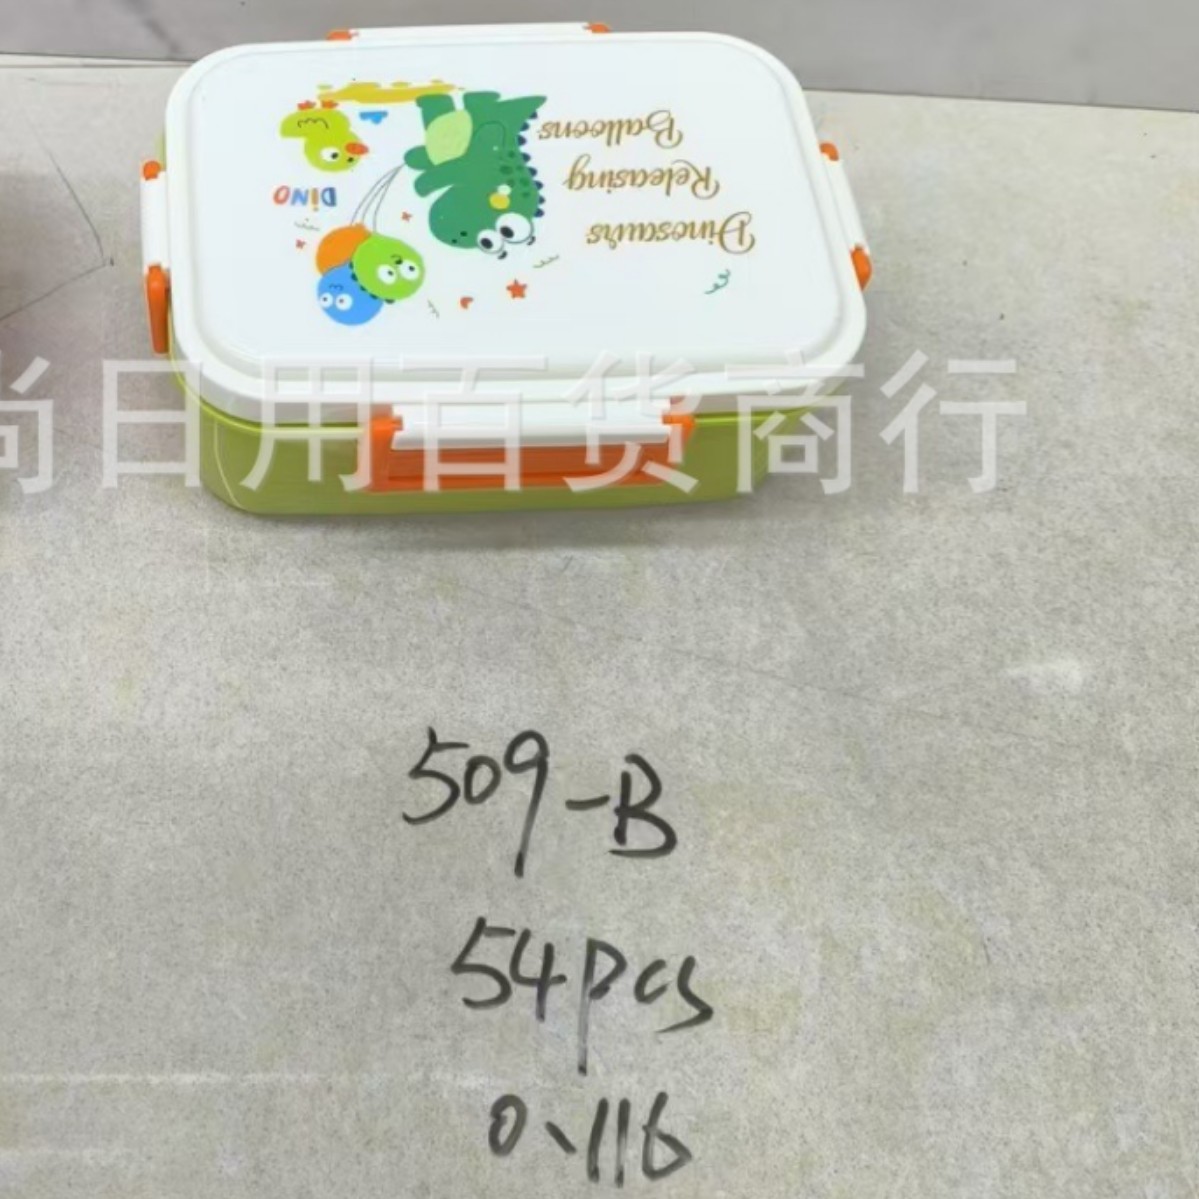 Dinosaurs
Releasing
Balloons
DINO
尚日用百货商行
509-B
54pcs
0.116